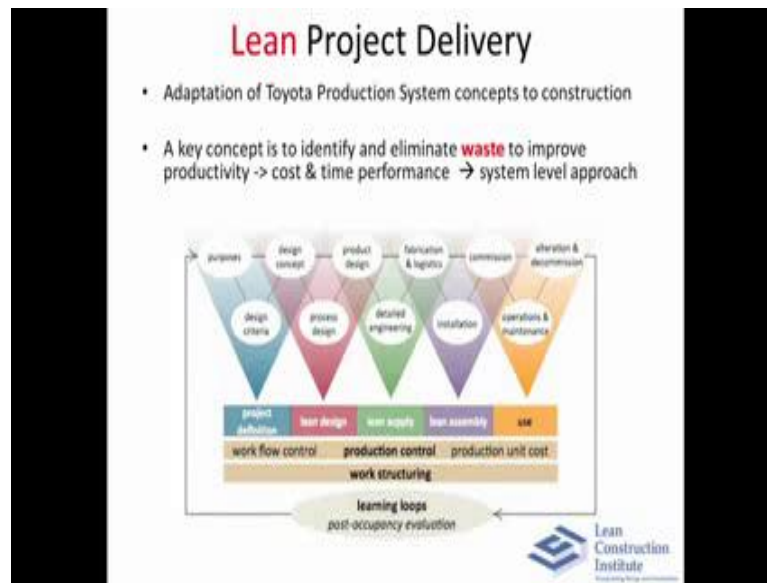 Lean Project Delivery
• Adaptation of Toyota Production System concepts to construction
• A key concept is to identify and eliminate waste to improve
productivity -> cost & time performance → system level approach
purposes
design
concept
product
design
fabrication
& logistics
commission
alteration &
decommission
design
criteria
process
design
detailed
engineering
installation
operations &
maintenance
project
definition
lean design
lean supply
lean assembly
use
work flow control
production control
production unit cost
work structuring
learning loops
post-occupancy evaluation
Lean
Construction
Institute